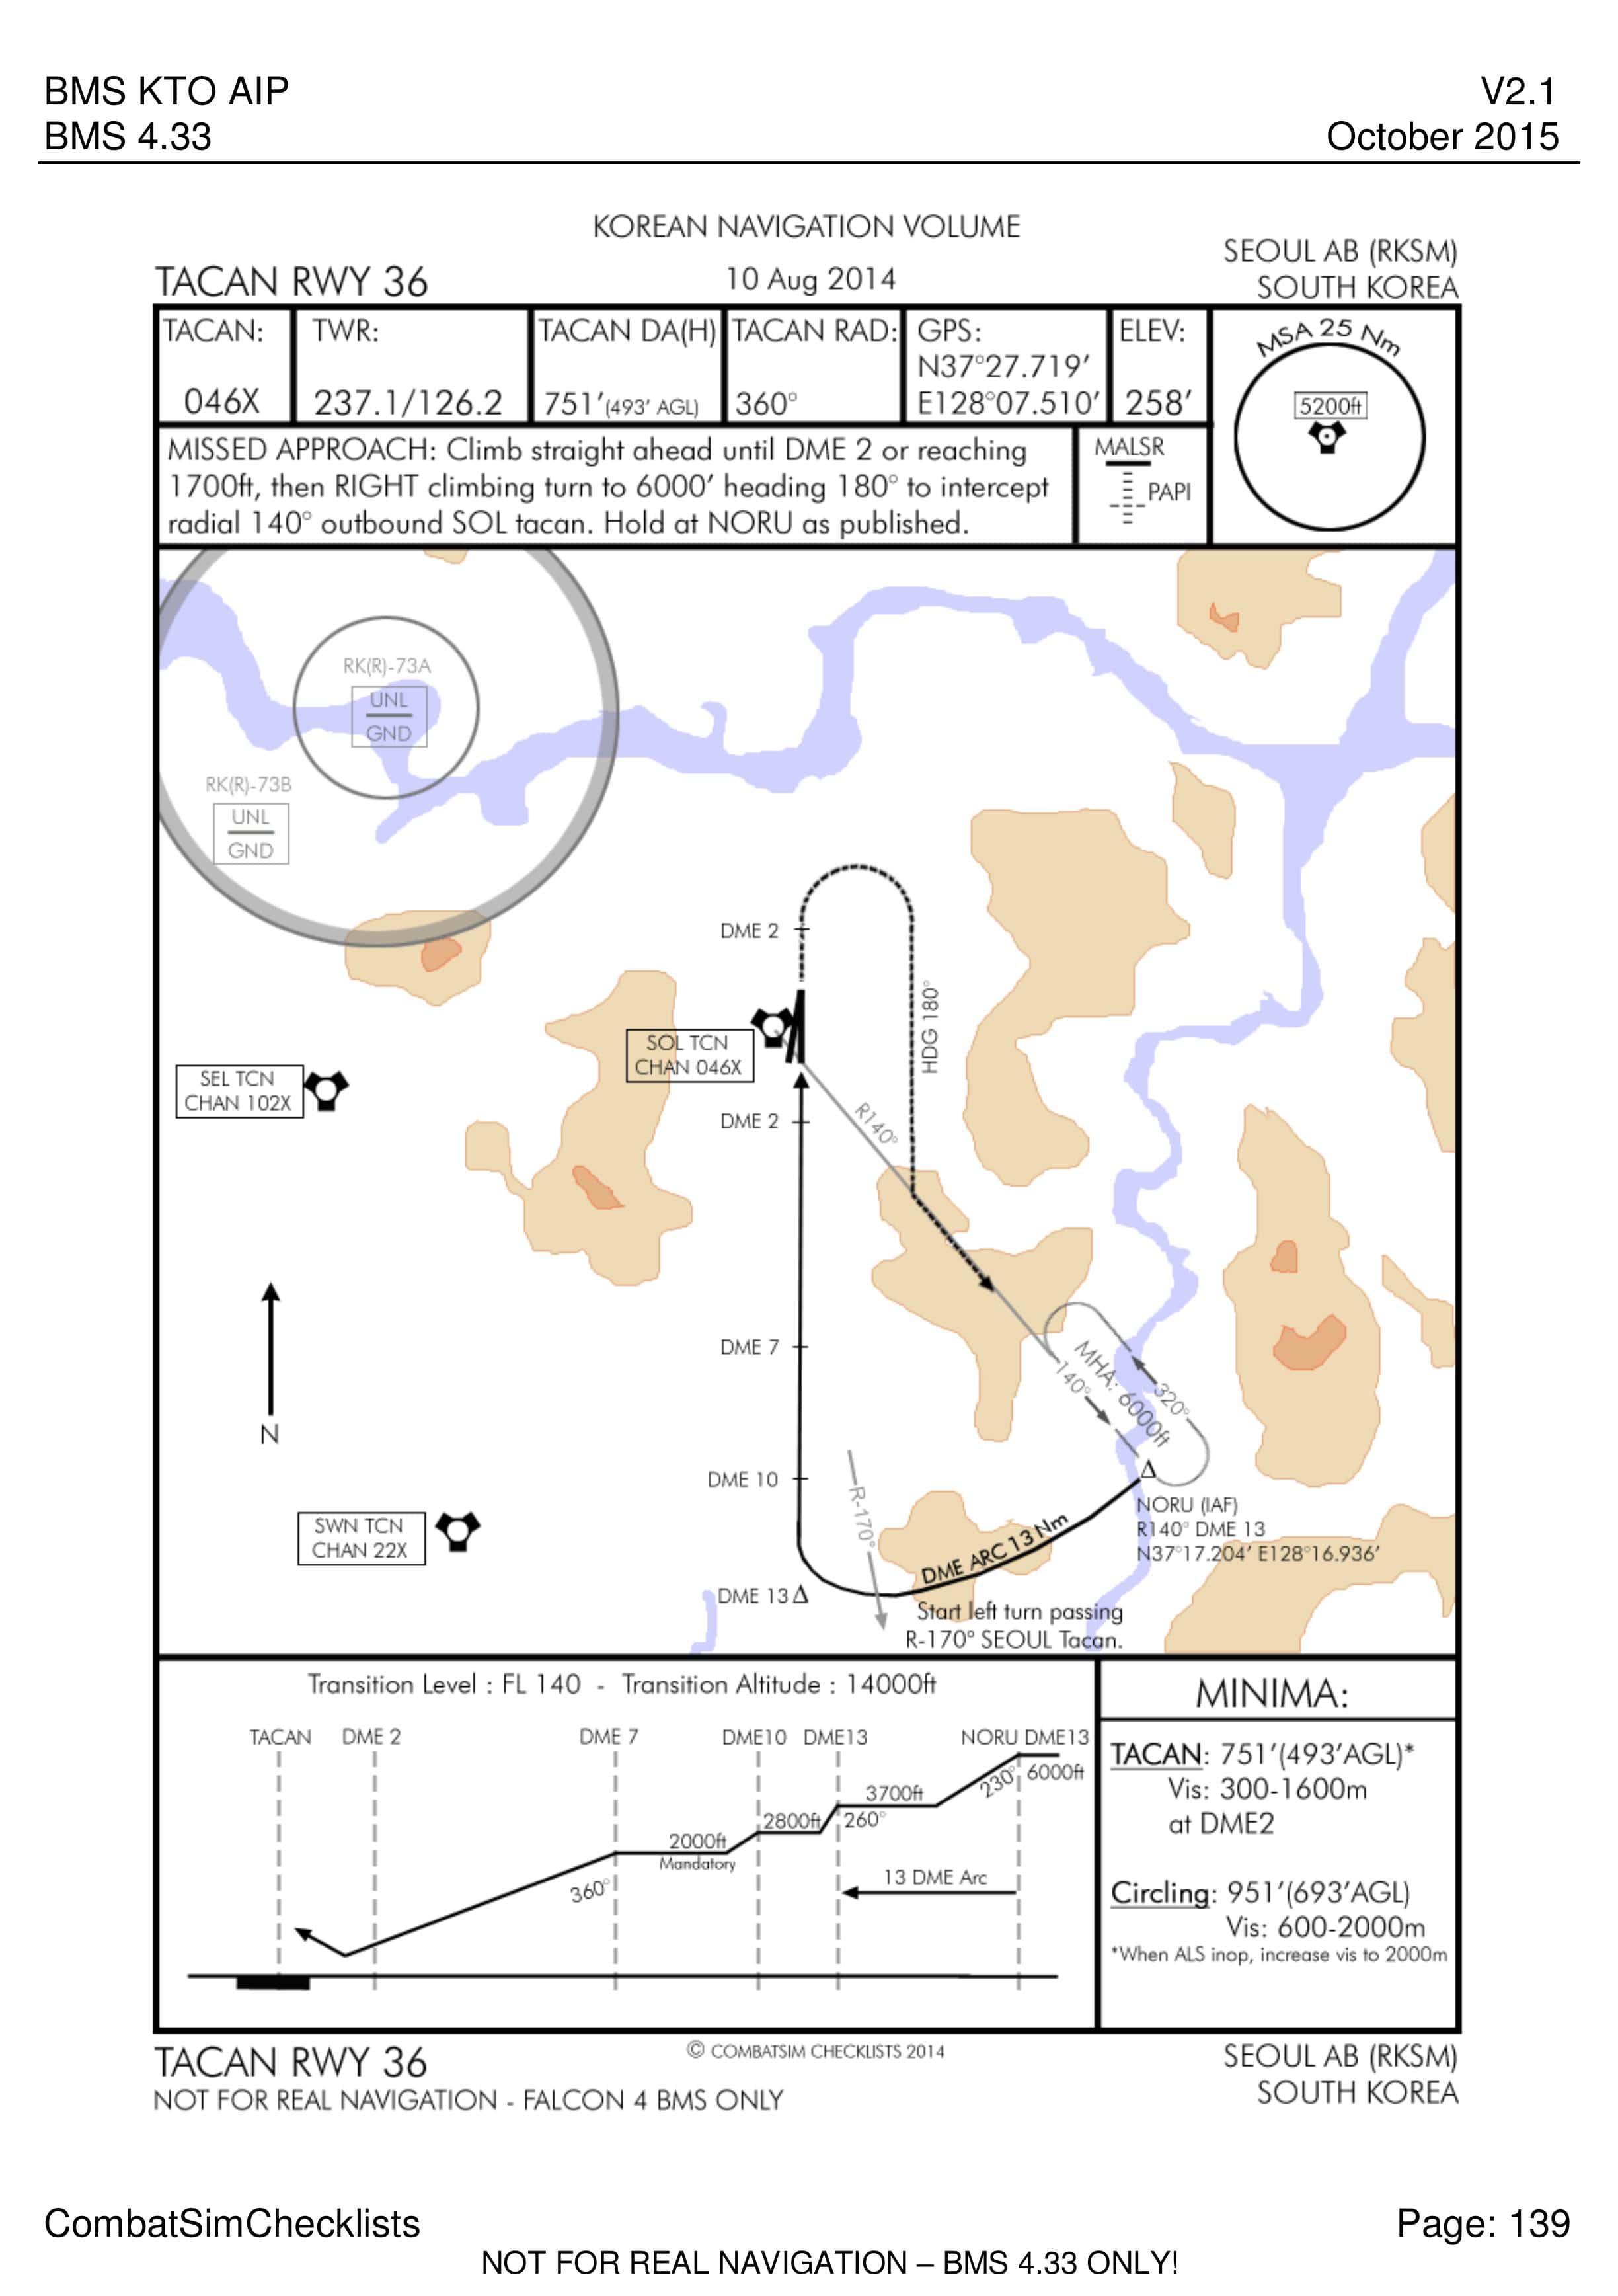 BMS KTO AIP V2.1
BMS 4.33 October 2015
KOREAN NAVIGATION VOLUME
TACAN RWY 36
10 Aug 2014
SEOUL AB (RKSM)
SOUTH KOREA
TACAN:
046X
TWR:
237.1/126.2
TACAN DA(H)
751'(493' AGL)
TACAN RAD:
360°
GPS:
N37°27.719'
E128°07.510'
ELEV:
258'
MSA 25 Nm
5200ft
MISSED APPROACH: Climb straight ahead until DME 2 or reaching
1700ft, then RIGHT climbing turn to 6000' heading 180° to intercept
radial 140° outbound SOL tacan. Hold at NORU as published.
MALSR
PAPI
RK(R)-73A
UNL
GND
RK(R)-73B
UNL
GND
DME 2
HDG 180°
SOL TCN
CHAN 046X
SEL TCN
CHAN 102X
DME 2
R140°
DME 7
MHA: 6000ft
140°
320°
N
DME 10
R-170°
NORU (IAF)
R140° DME 13
N37°17.204' E128°16.936'
SWN TCN
CHAN 22X
DME ARC 13 Nm
DME 13
Start left turn passing
R-170° SEOUL Tacan.
Transition Level : FL 140 - Transition Altitude : 14000ft
TACAN DME 2 DME 7 DME10 DME13 NORU DME13
6000ft
230°
3700ft
260°
2800ft
2000ft
Mandatory
360°
13 DME Arc
MINIMA:
TACAN: 751'(493'AGL)*
Vis: 300-1600m
at DME2
Circling: 951'(693'AGL)
Vis: 600-2000m
*When ALS inop, increase vis to 2000m
TACAN RWY 36
NOT FOR REAL NAVIGATION - FALCON 4 BMS ONLY
© COMBATSIM CHECKLISTS 2014
SEOUL AB (RKSM)
SOUTH KOREA
CombatSimChecklists Page: 139
NOT FOR REAL NAVIGATION – BMS 4.33 ONLY!